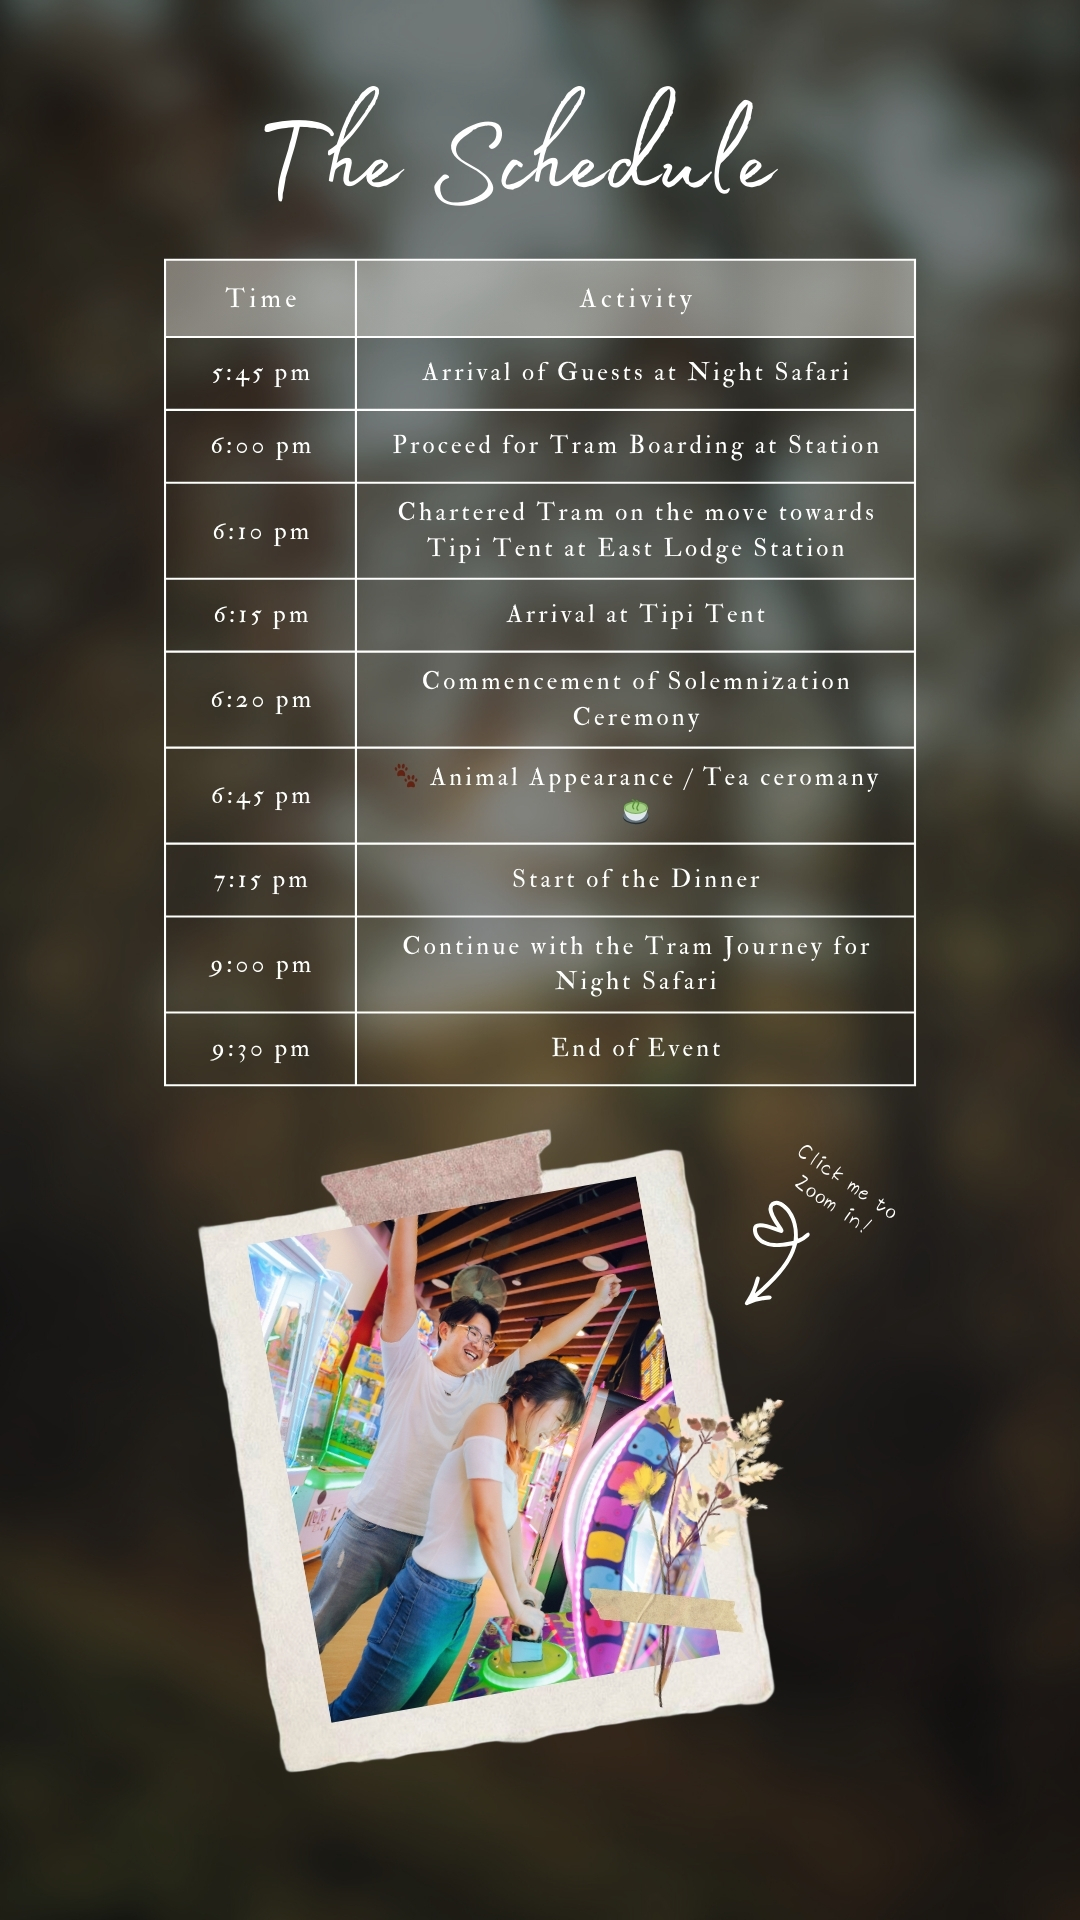 The Schedule
Time Activity
5:45 pm Arrival of Guests at Night Safari
6:00 pm Proceed for Tram Boarding at Station
6:10 pm Chartered Tram on the move towards
Tipi Tent at East Lodge Station
6:15 pm Arrival at Tipi Tent
6:20 pm Commencement of Solemnization
Ceremony
6:45 pm 🐾 Animal Appearance / Tea ceromany
🍵
7:15 pm Start of the Dinner
9:00 pm Continue with the Tram Journey for
Night Safari
9:30 pm End of Event
Click me to
Zoom in!